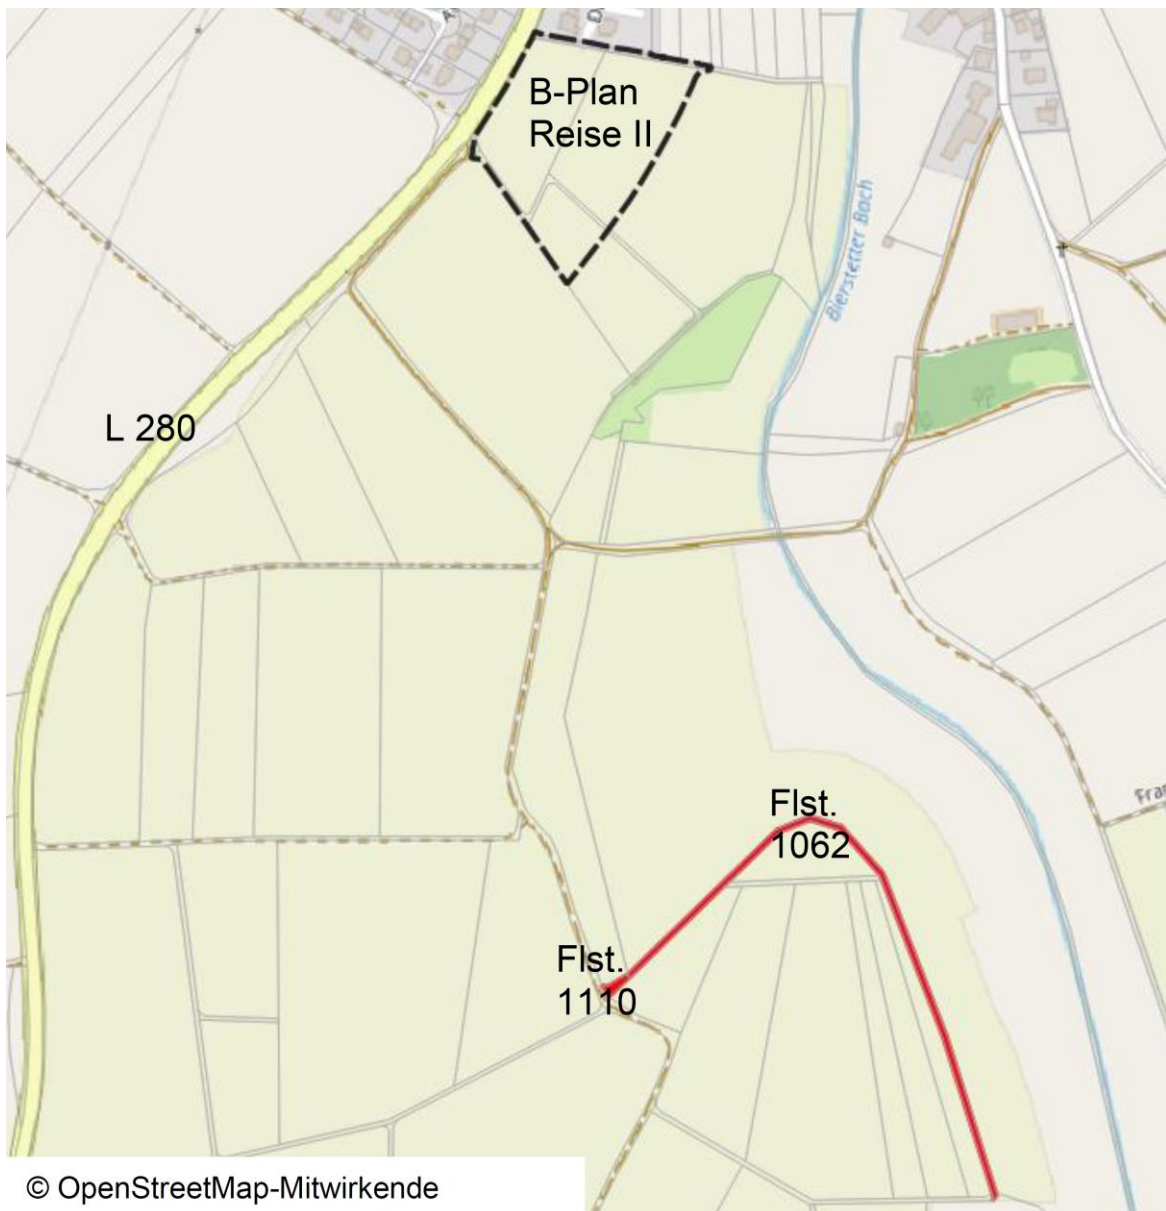 B-Plan
Reise II
Bierstetter Bach
L 280
Flst.
1062
Flst.
1110
© OpenStreetMap-Mitwirkende